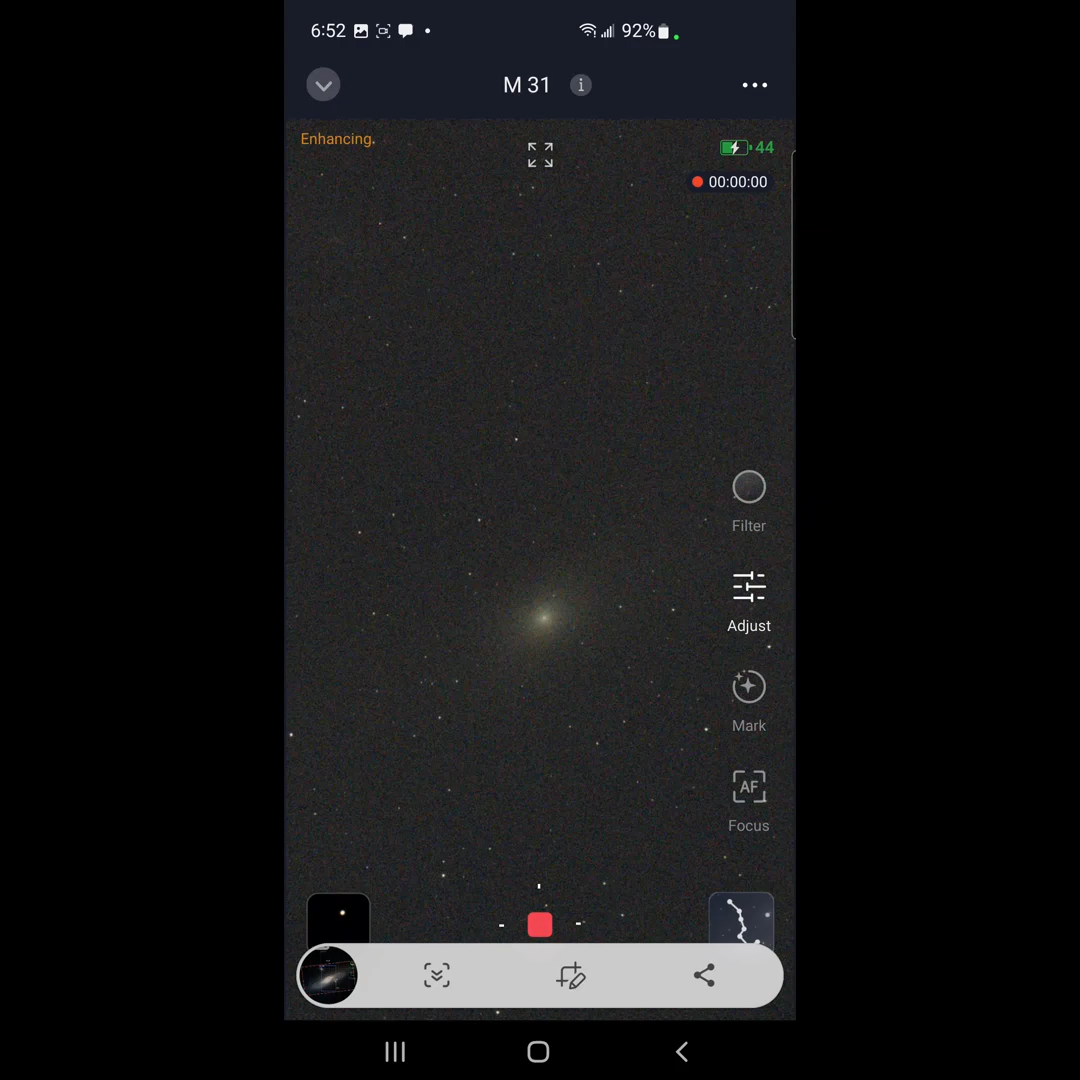 6:52
92%
M 31
i
Enhancing.
44
00:00:00
Filter
Adjust
Mark
AF
Focus